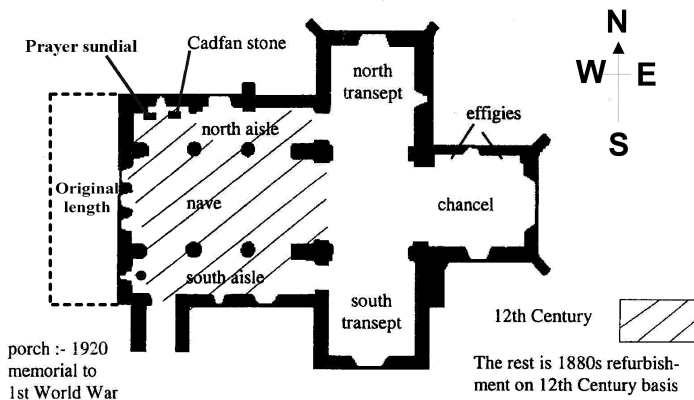 N
W E
S
Prayer sundial
Cadfan stone
north
transept
effigies
north aisle
Original
length
nave
chancel
south aisle
south
transept
12th Century
porch :- 1920
memorial to
1st World War
The rest is 1880s refurbish-
ment on 12th Century basis